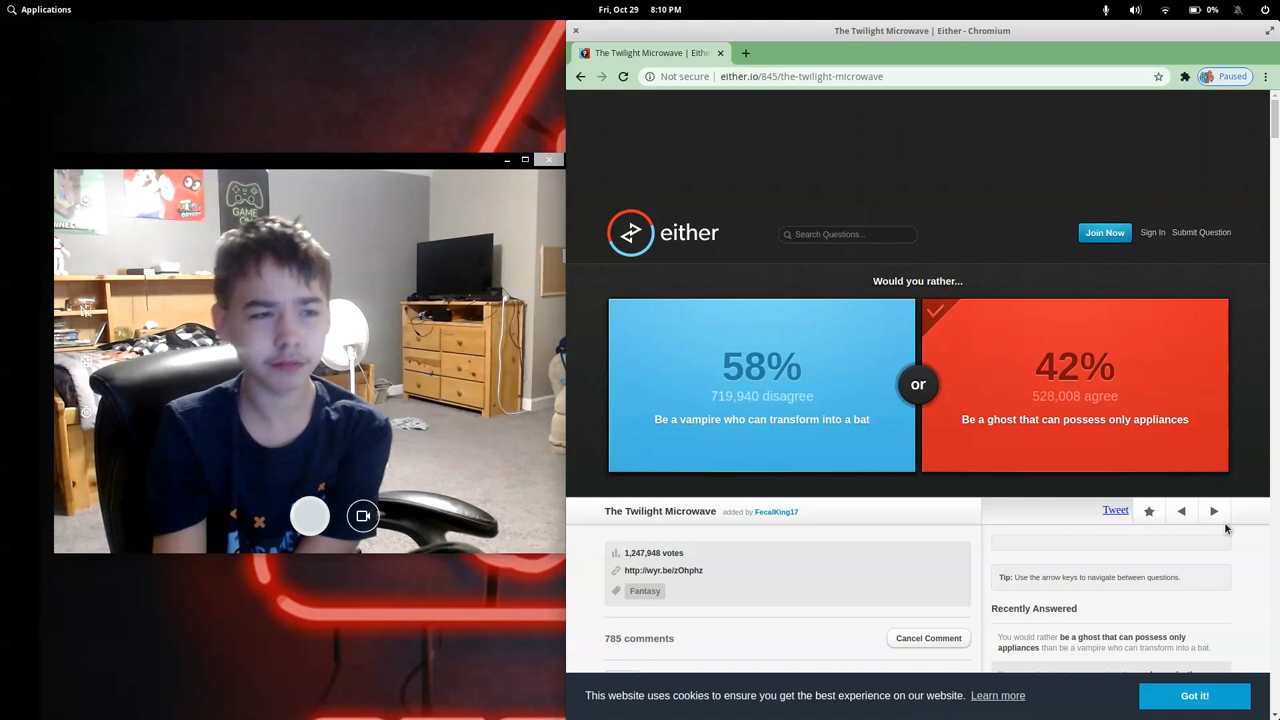 Applications
Fri, Oct 29 8:10 PM
0%
The Twilight Microwave | Either - Chromium
The Twilight Microwave | Eithe
Not secure
either.io/845/the-twilight-microwave
Paused
GAME ON
either
Search Questions...
Join Now
Sign In
Submit Question
Would you rather...
58%
719,940 disagree
Be a vampire who can transform into a bat
or
42%
528,008 agree
Be a ghost that can possess only appliances
The Twilight Microwave added by FecalKing17
Tweet
1,247,948 votes
http://wyr.be/zOhphz
Fantasy
785 comments
Cancel Comment
Tip: Use the arrow keys to navigate between questions.
Recently Answered
You would rather be a ghost that can possess only
appliances than be a vampire who can transform into a bat.
This website uses cookies to ensure you get the best experience on our website. Learn more
Got it!